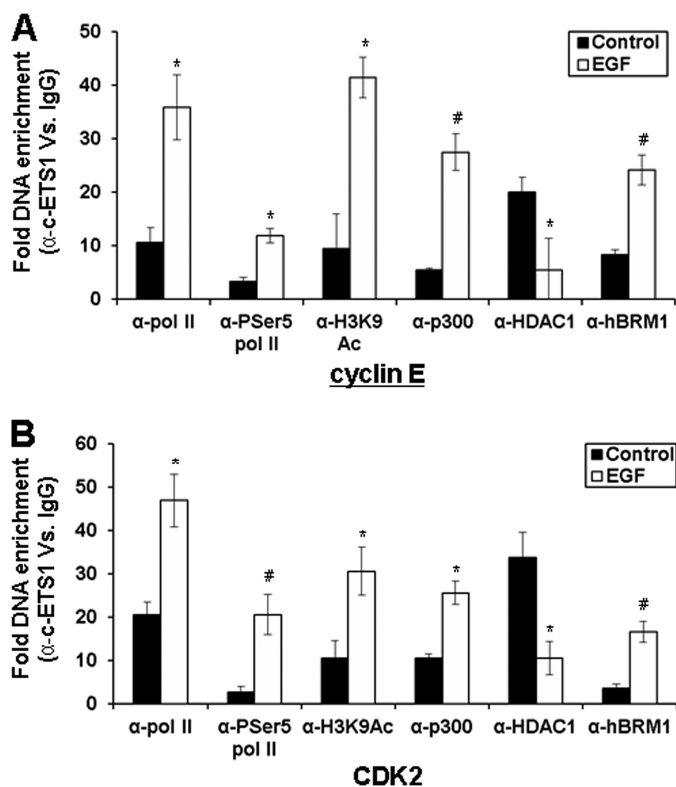 A
Fold DNA enrichment
(α-c-ETS1 Vs. IgG)
50
40
30
20
10
0
Control
EGF
*
*
*
#
*
#
α-pol II
α-PSer5
pol II
α-H3K9
Ac
α-p300
α-HDAC1
α-hBRM1
cyclin E
B
Fold DNA enrichment
(α-c-ETS1 Vs. IgG)
60
50
40
30
20
10
0
Control
EGF
*
#
*
*
*
#
α-pol II
α-PSer5
pol II
α-H3K9Ac
α-p300
α-HDAC1
α-hBRM1
CDK2